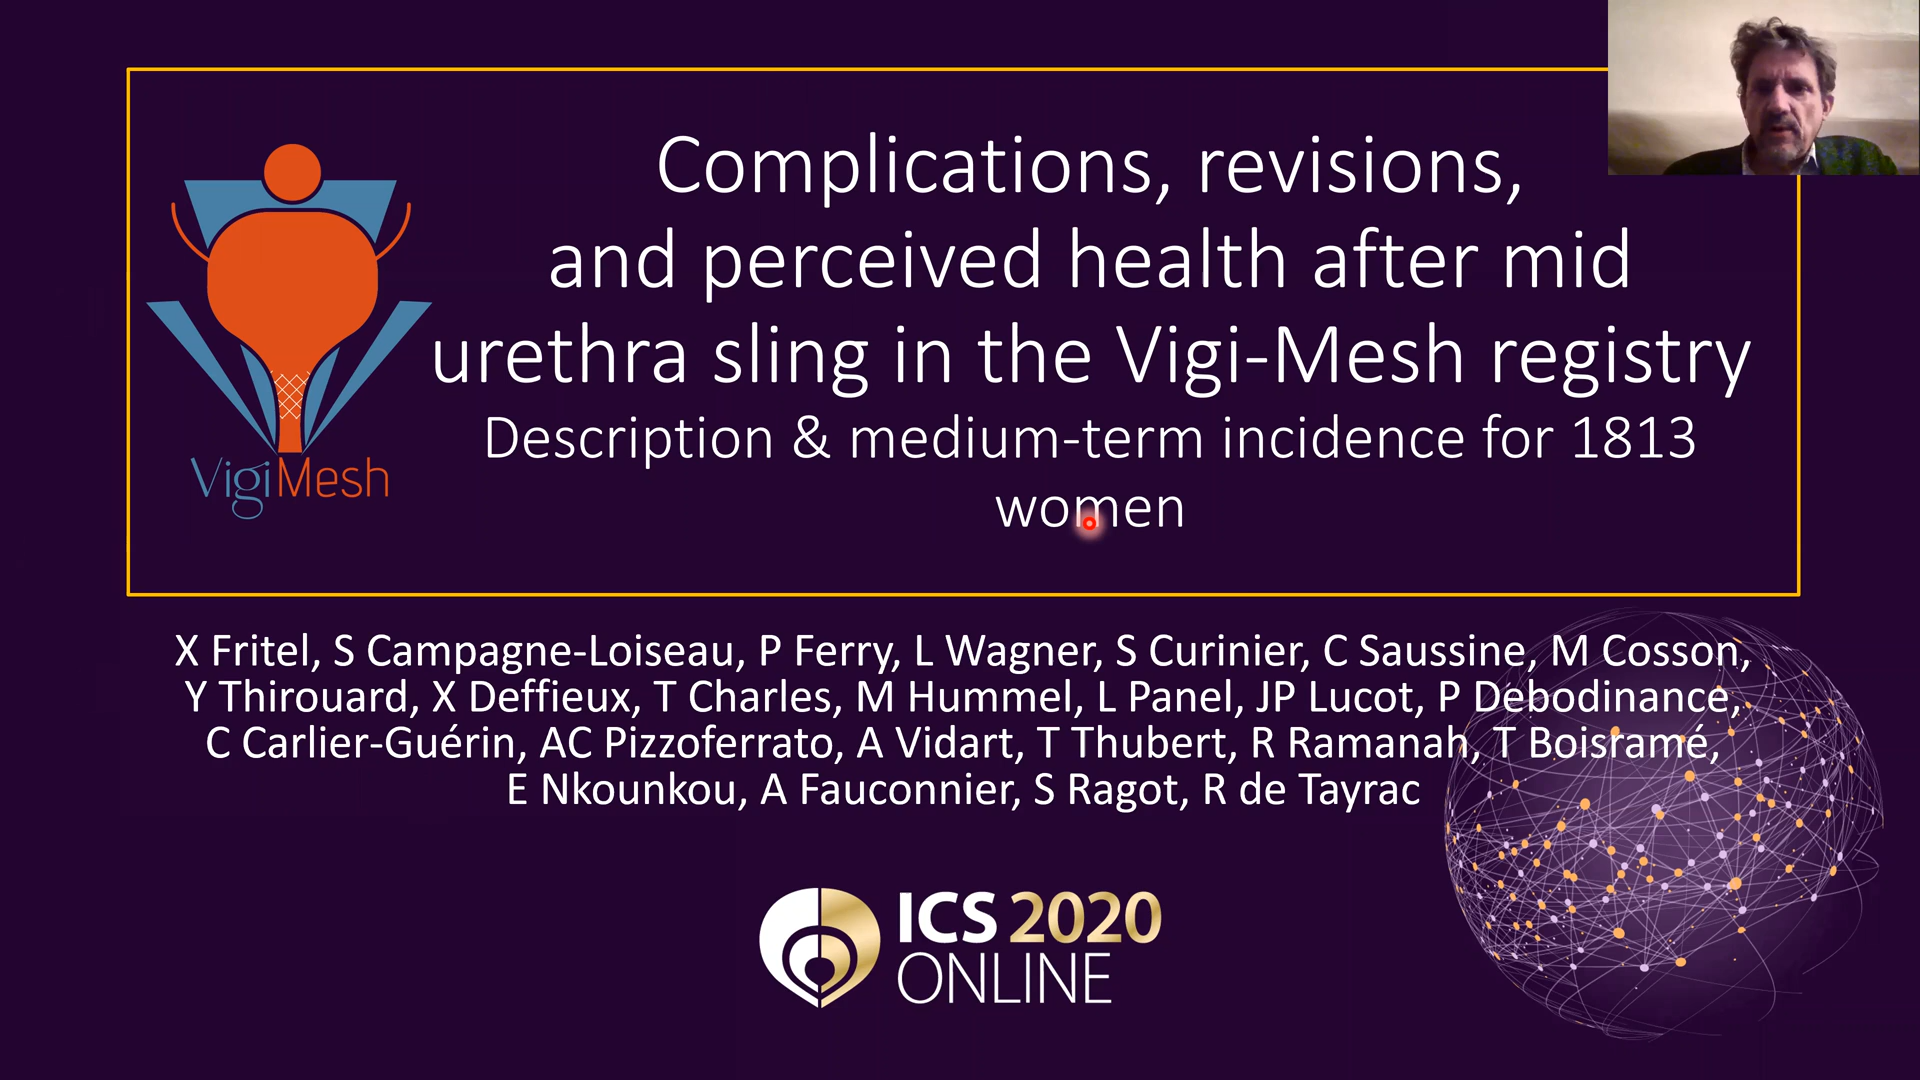 Complications, revisions,
and perceived health after mid
urethra sling in the Vigi-Mesh registry
Description & medium-term incidence for 1813
women
VigiMesh
X Fritel, S Campagne-Loiseau, P Ferry, L Wagner, S Curinier, C Saussine, M Cosson,
Y Thirouard, X Deffieux, T Charles, M Hummel, L Panel, JP Lucot, P Debodinance,
C Carlier-Guérin, AC Pizzoferrato, A Vidart, T Thubert, R Ramanah, T Boisramé,
E Nkounkou, A Fauconnier, S Ragot, R de Tayrac
ICS 2020
ONLINE